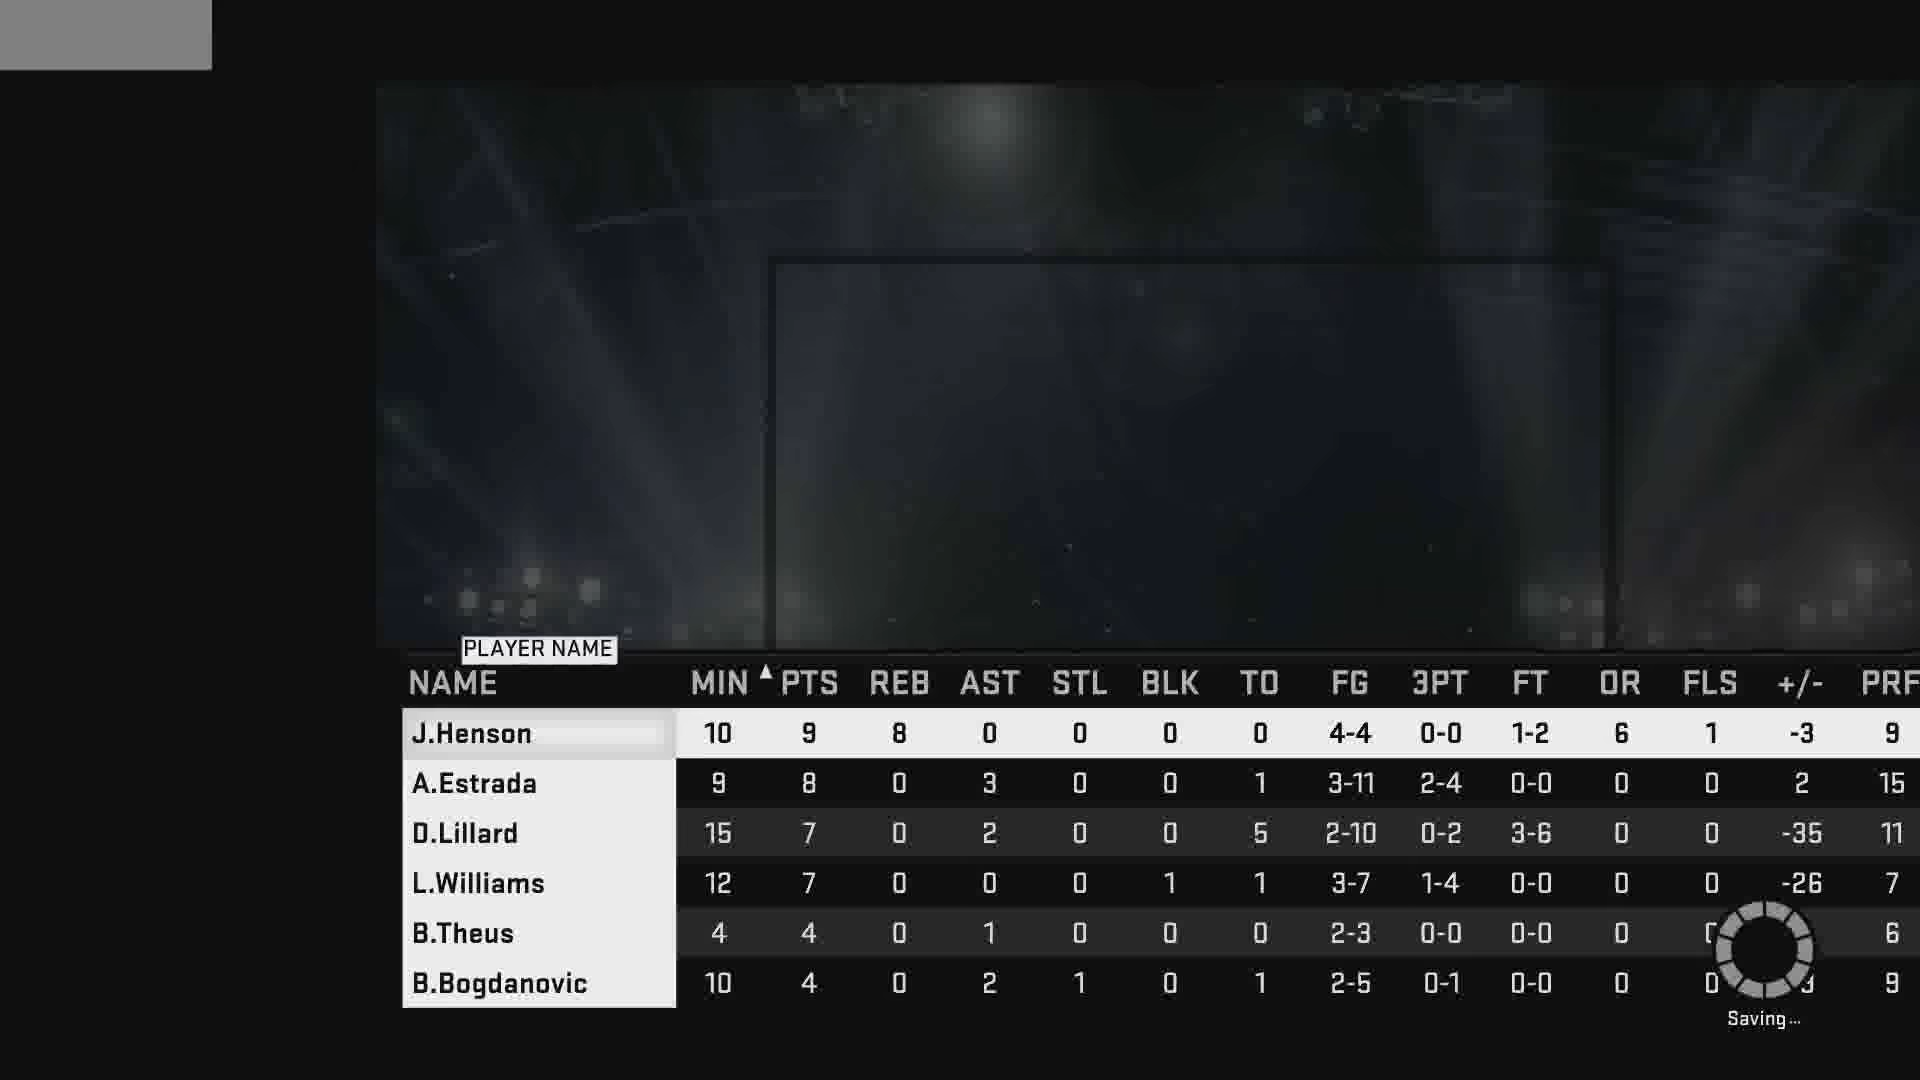 PLAYER NAME
NAME MIN PTS REB AST STL BLK TO FG 3PT FT OR FLS +/- PRF
J.Henson 10 9 8 0 0 0 0 4-4 0-0 1-2 6 1 -3 9
A.Estrada 9 8 0 3 0 0 1 3-11 2-4 0-0 0 0 2 15
D.Lillard 15 7 0 2 0 0 5 2-10 0-2 3-6 0 0 -35 11
L.Williams 12 7 0 0 0 1 1 3-7 1-4 0-0 0 0 -26 7
B.Theus 4 4 0 1 0 0 0 2-3 0-0 0-0 0 0 6
B.Bogdanovic 10 4 0 2 1 0 1 2-5 0-1 0-0 0 0 9
Saving...